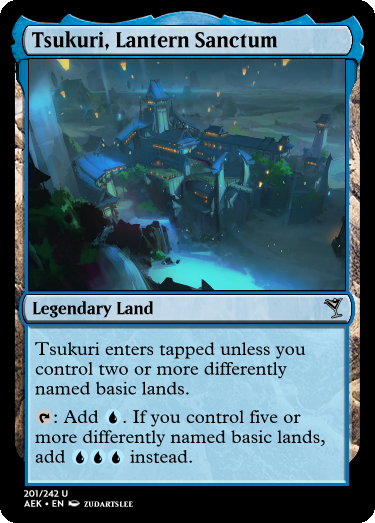 Tsukuri, Lantern Sanctum
Legendary Land
Tsukuri enters tapped unless you
control two or more differently
named basic lands.
: Add . If you control five or
more differently named basic lands,
add instead.
201/242 U
AEK • EN ZUDARTSLEE